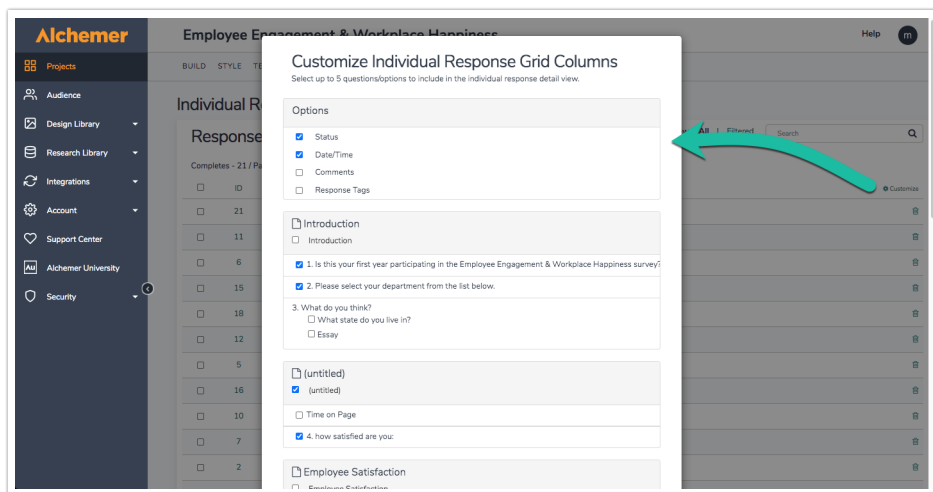 Alchemer
Employee Engagement & Workplace Happiness
Help
m
Projects
Audience
Design Library
Research Library
Integrations
Account
Support Center
Au Alchemer University
Security
BUILD STYLE TE
Individual R
Response
All | Filtered
Search
Completes - 21 / Pa
ID
Customize
21
11
6
15
18
12
5
16
10
7
2
Customize Individual Response Grid Columns
Select up to 5 questions/options to include in the individual response detail view.
Options
Status
Date/Time
Comments
Response Tags
Introduction
Introduction
1. Is this your first year participating in the Employee Engagement & Workplace Happiness survey?
2. Please select your department from the list below.
3. What do you think?
What state do you live in?
Essay
(untitled)
(untitled)
Time on Page
4. how satisfied are you:
Employee Satisfaction
Employee Satisfaction